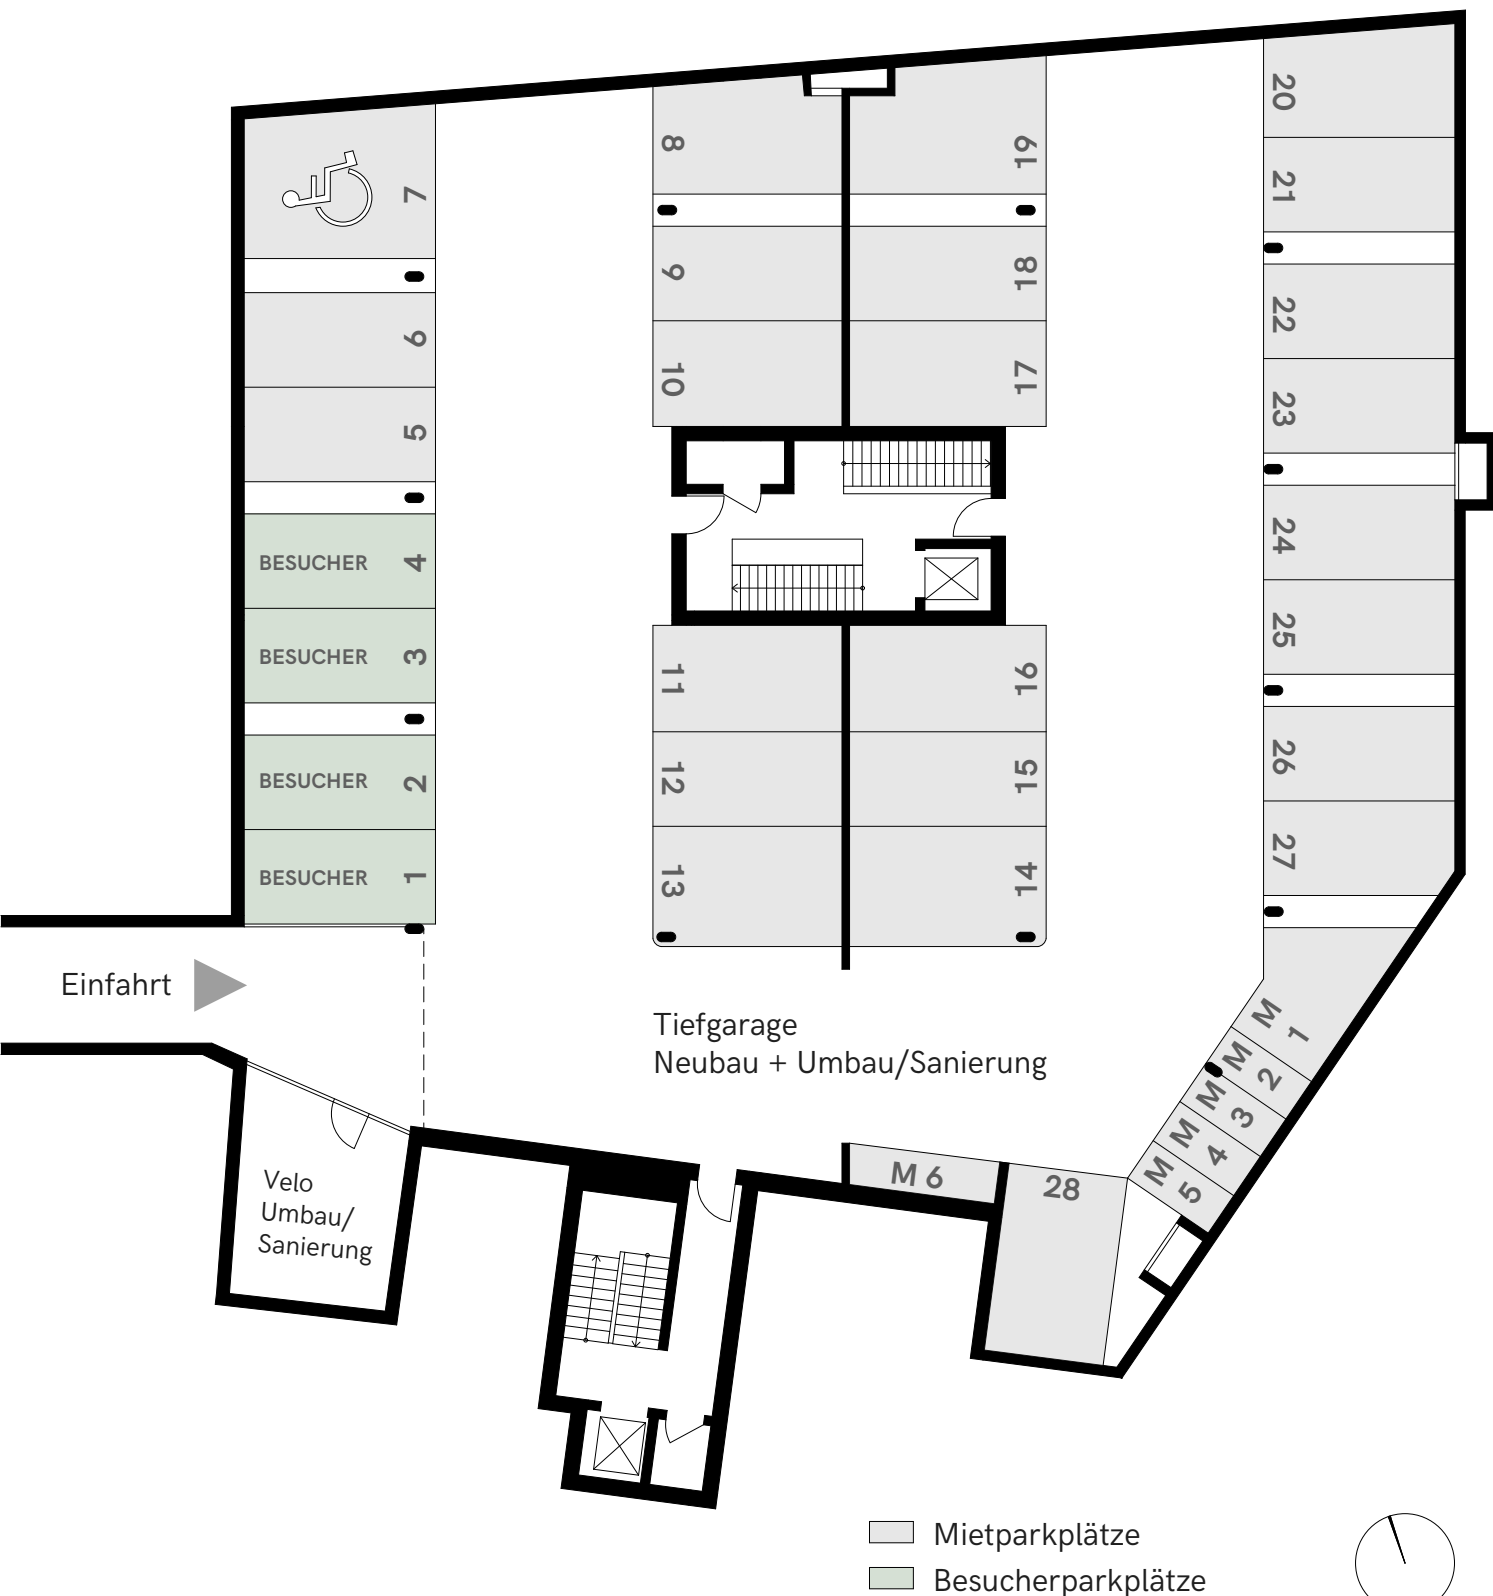 7
6
5
BESUCHER 4
BESUCHER 3
BESUCHER 2
BESUCHER 1
8
9
10
11
12
13
19
18
17
16
15
14
20
21
22
23
24
25
26
27
M 1
M 2
M 3
M 4
M 5
M 6
28
Einfahrt
Tiefgarage
Neubau + Umbau/Sanierung
Velo
Umbau/
Sanierung
Mietparkplätze
Besucherparkplätze